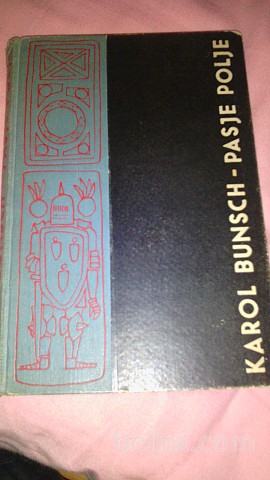 KAROL BUNSCH - PASJE POLJE